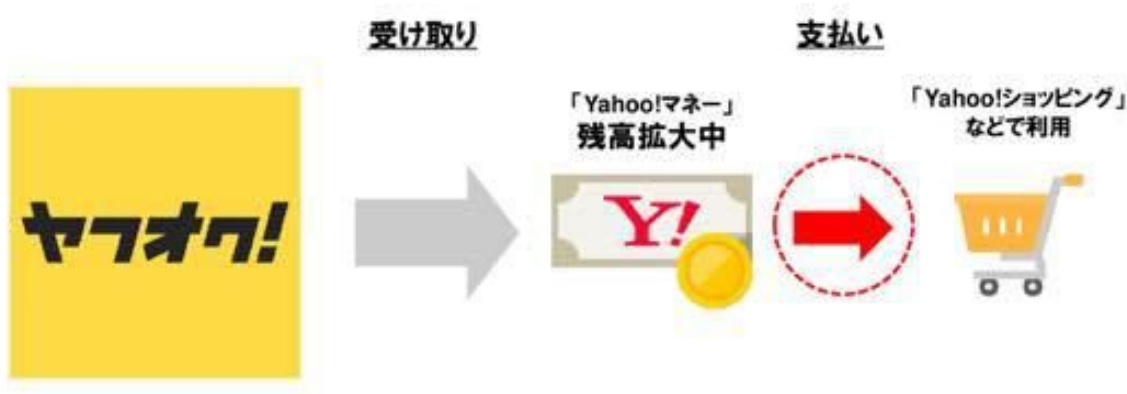 受け取り
支払い
ヤフオク!
「Yahoo!マネー」
残高拡大中
Y!
「Yahoo!ショッピング」
などで利用